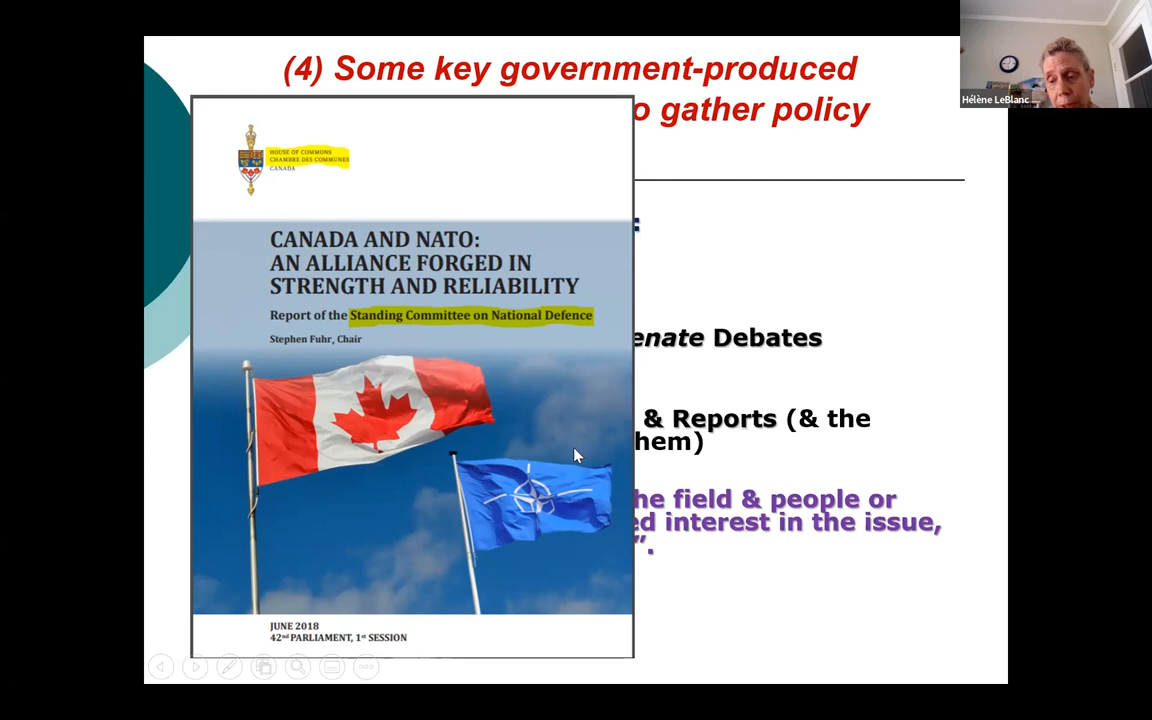 (4) Some key government-produced
o gather policy
Hélène LeBlanc
HOUSE OF COMMONS
CHAMBRE DES COMMUNES
CANADA
CANADA AND NATO:
AN ALLIANCE FORGED IN
STRENGTH AND RELIABILITY
Report of the Standing Committee on National Defence
Stephen Fuhr, Chair
JUNE 2018
42nd PARLIAMENT, 1st SESSION
:
enate Debates
& Reports (& the
hem)
he field & people or
ed interest in the issue,
”.